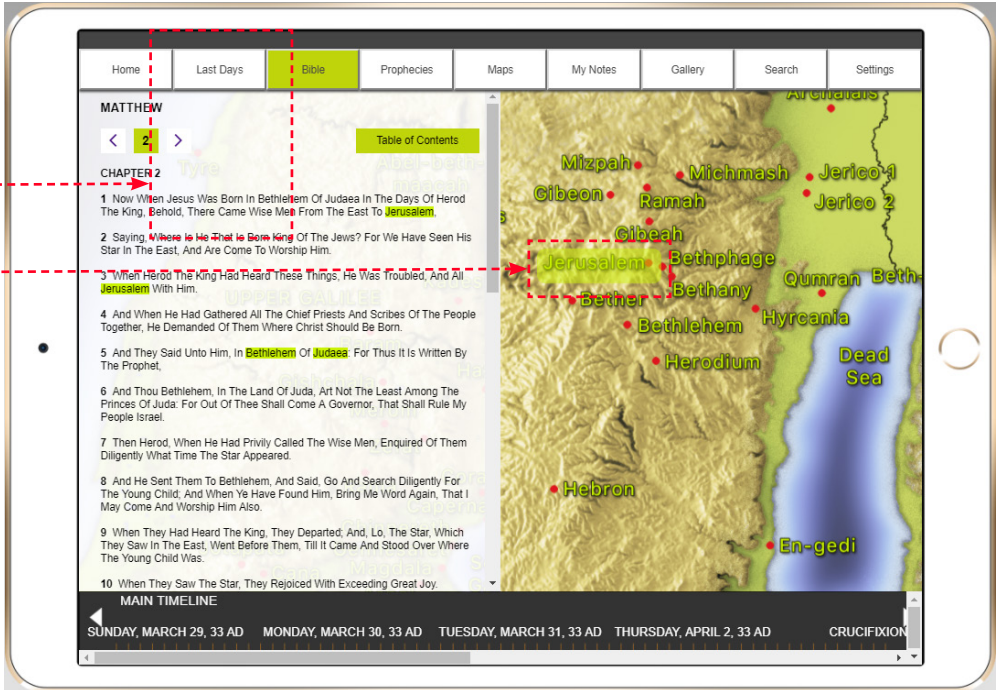 Home
Last Days
Bible
Prophecies
Maps
My Notes
Gallery
Search
Settings
MATTHEW
2
Table of Contents
CHAPTER 2
1 Now When Jesus Was Born In Bethlehem Of Judaea In The Days Of Herod
The King, Behold, There Came Wise Men From The East To Jerusalem,
2 Saying, Where Is He That Is Born King Of The Jews? For We Have Seen His
Star In The East, And Are Come To Worship Him.
3 When Herod The King Had Heard These Things, He Was Troubled, And All
Jerusalem With Him.
4 And When He Had Gathered All The Chief Priests And Scribes Of The People
Together, He Demanded Of Them Where Christ Should Be Born.
5 And They Said Unto Him, In Bethlehem Of Judaea: For Thus It Is Written By
The Prophet,
6 And Thou Bethlehem, In The Land Of Juda, Art Not The Least Among The
Princes Of Juda: For Out Of Thee Shall Come A Governor, That Shall Rule My
People Israel.
7 Then Herod, When He Had Privily Called The Wise Men, Enquired Of Them
Diligently What Time The Star Appeared.
8 And He Sent Them To Bethlehem, And Said, Go And Search Diligently For
The Young Child; And When Ye Have Found Him, Bring Me Word Again, That I
May Come And Worship Him Also.
9 When They Had Heard The King, They Departed; And, Lo, The Star, Which
They Saw In The East, Went Before Them, Till It Came And Stood Over Where
The Young Child Was.
10 When They Saw The Star, They Rejoiced With Exceeding Great Joy.
Tyre
UPPER GALILEE
Archalais
Mizpah
Michmash
Jerico 1
Gibeon
Ramah
Jerico 2
Gibeah
Jerusalem
Bethphage
Bethany
Qumran
Beth-
Bether
Hyrcania
Bethlehem
Herodium
Dead
Sea
Hebron
En-gedi
MAIN TIMELINE
SUNDAY, MARCH 29, 33 AD
MONDAY, MARCH 30, 33 AD
TUESDAY, MARCH 31, 33 AD
THURSDAY, APRIL 2, 33 AD
CRUCIFIXION